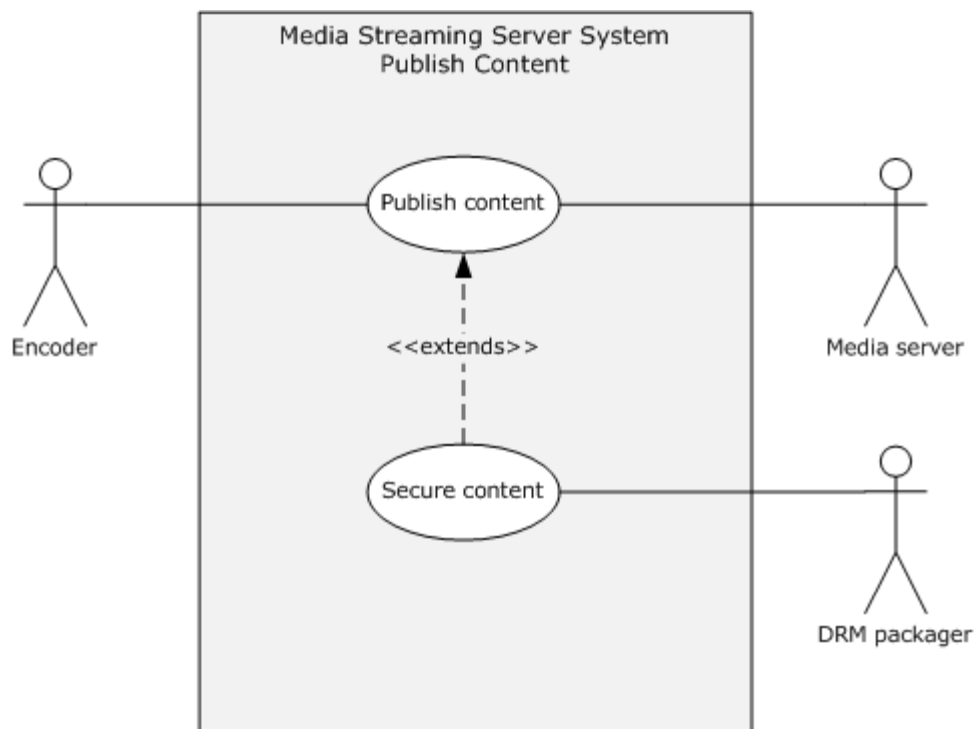 Media Streaming Server System
Publish Content
Publish content
Encoder
<<extends>>
Media server
Secure content
DRM packager